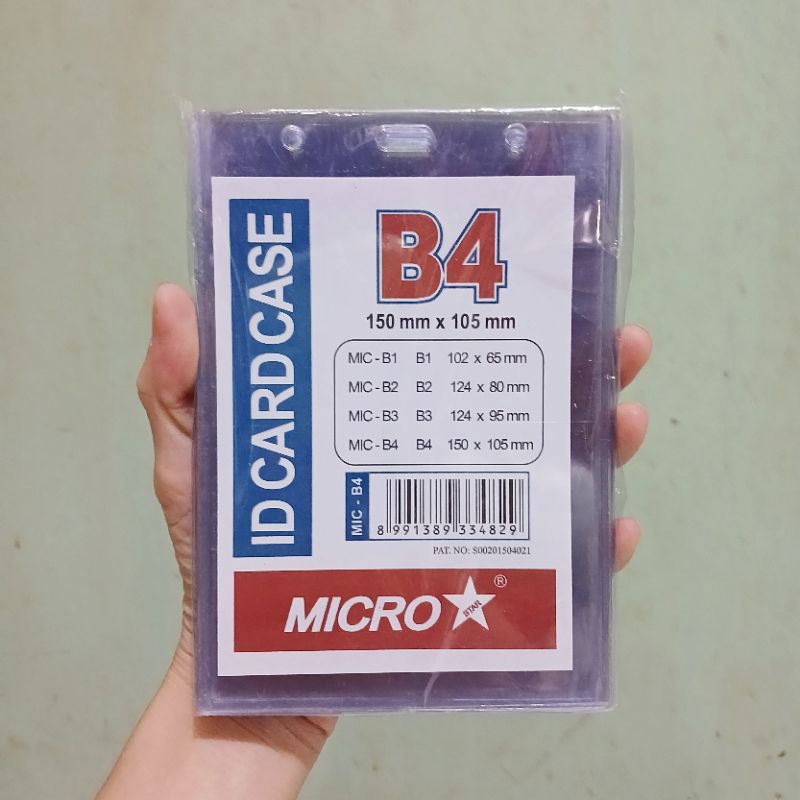 ID CARD CASE
B4
150 mm x 105 mm
MIC - B1 B1 102 x 65 mm
MIC - B2 B2 124 x 80 mm
MIC - B3 B3 124 x 95 mm
MIC - B4 B4 150 x 105 mm
MIC - B4
8 991389 334829
PAT. NO: S00201504021
MICRO STAR ®